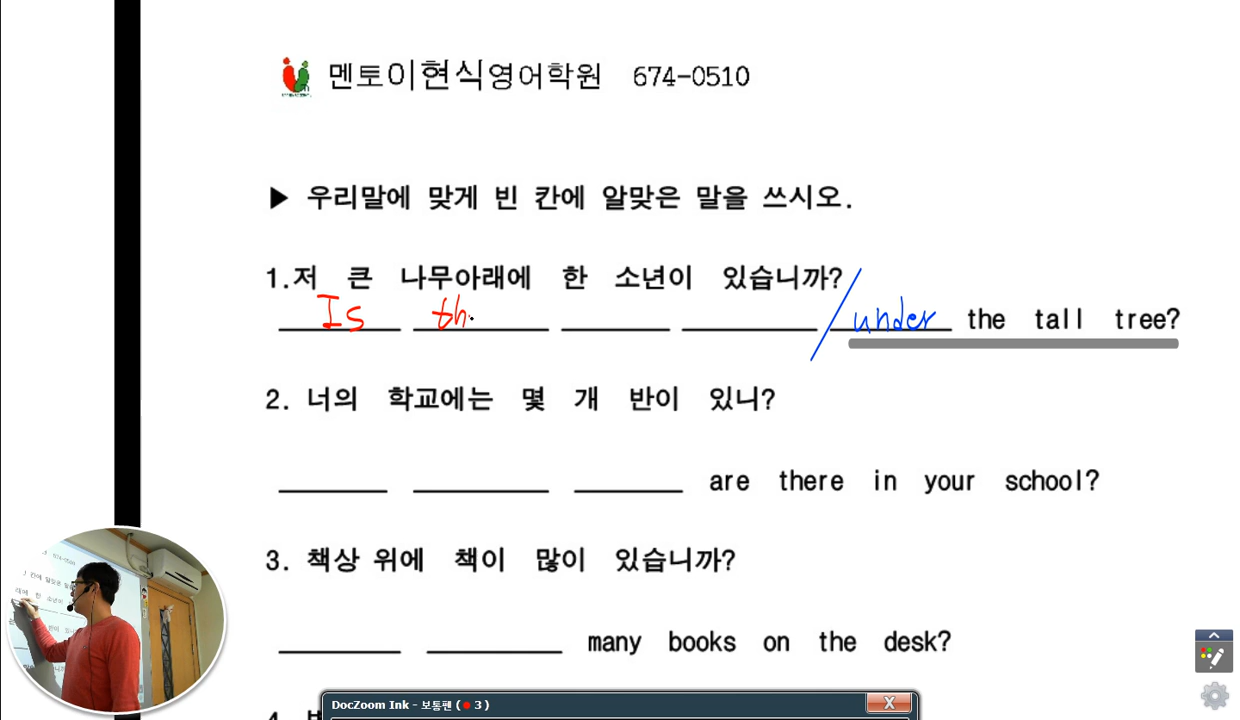 멘토이현식영어학원 674-0510
▶ 우리말에 맞게 빈 칸에 알맞은 말을 쓰시오.
1.저 큰 나무아래에 한 소년이 있습니까?
Is th / under the tall tree?
2. 너의 학교에는 몇 개 반이 있니?
are there in your school?
3. 책상 위에 책이 많이 있습니까?
many books on the desk?
4.
DocZoom Ink - 보통펜 ( 3 )